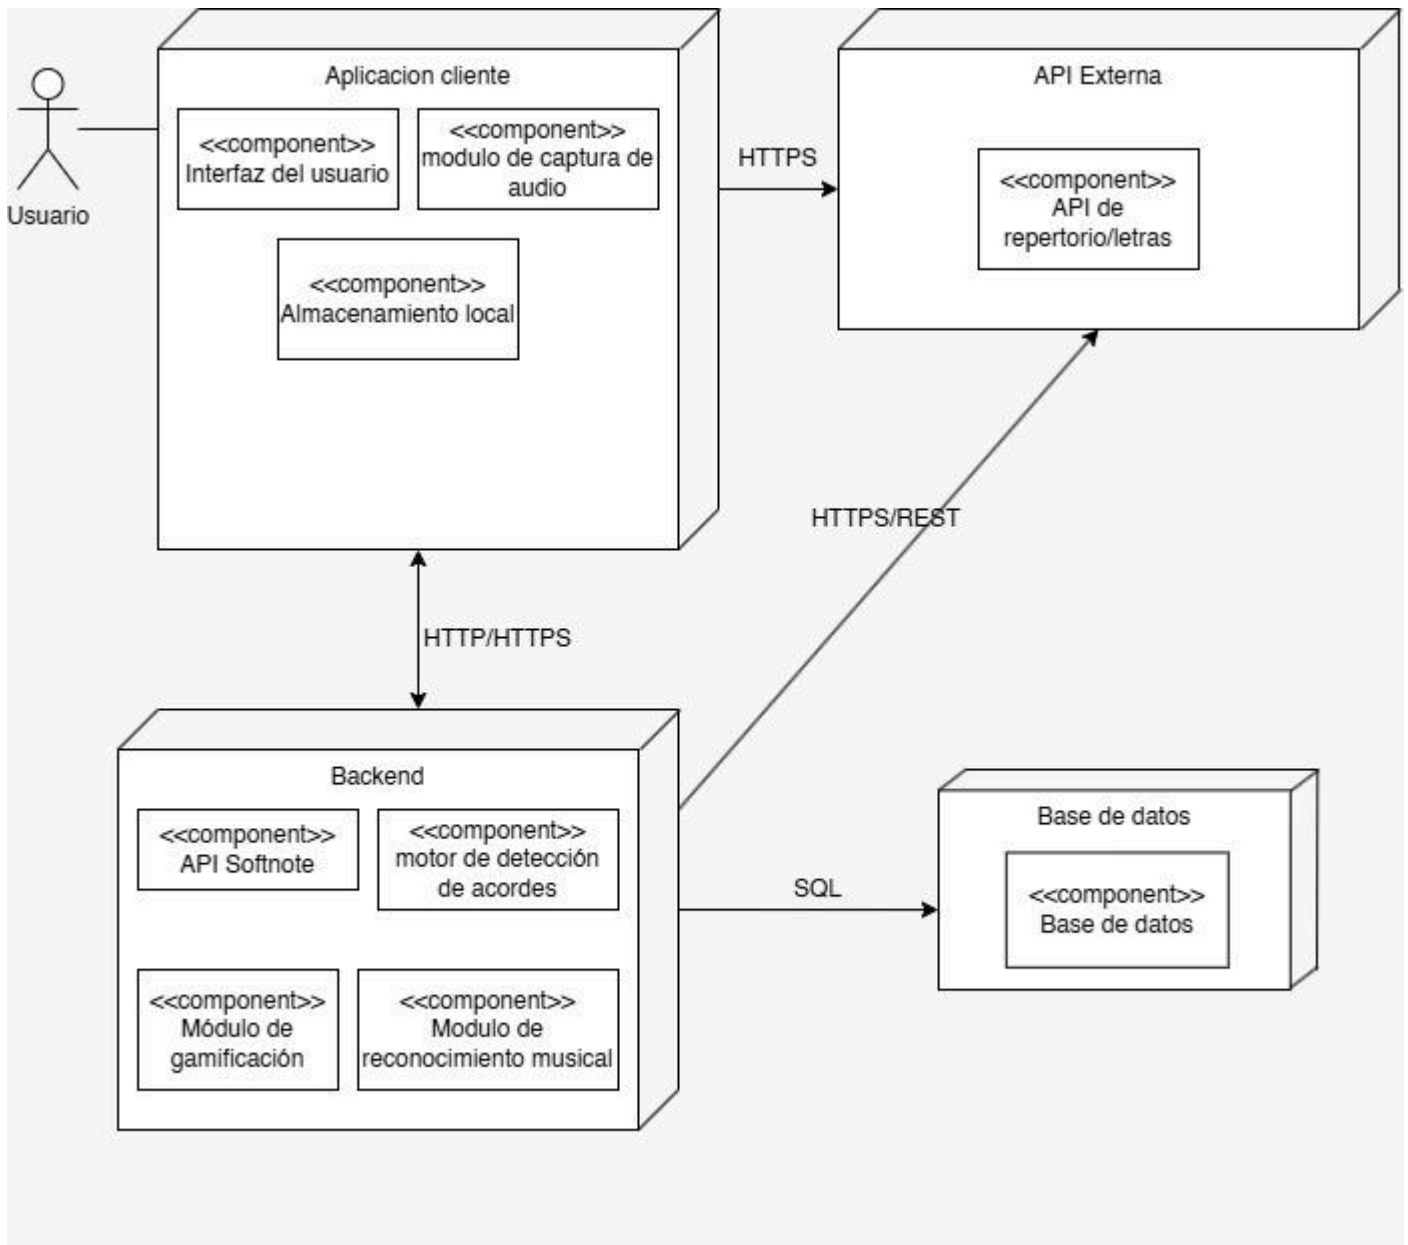 Usuario
Aplicacion cliente
<<component>>
Interfaz del usuario
<<component>>
modulo de captura de
audio
<<component>>
Almacenamiento local
HTTPS
API Externa
<<component>>
API de
repertorio/letras
HTTPS/REST
HTTP/HTTPS
Backend
<<component>>
API Softnote
<<component>>
motor de detección
de acordes
<<component>>
Módulo de
gamificación
<<component>>
Modulo de
reconocimiento musical
SQL
Base de datos
<<component>>
Base de datos